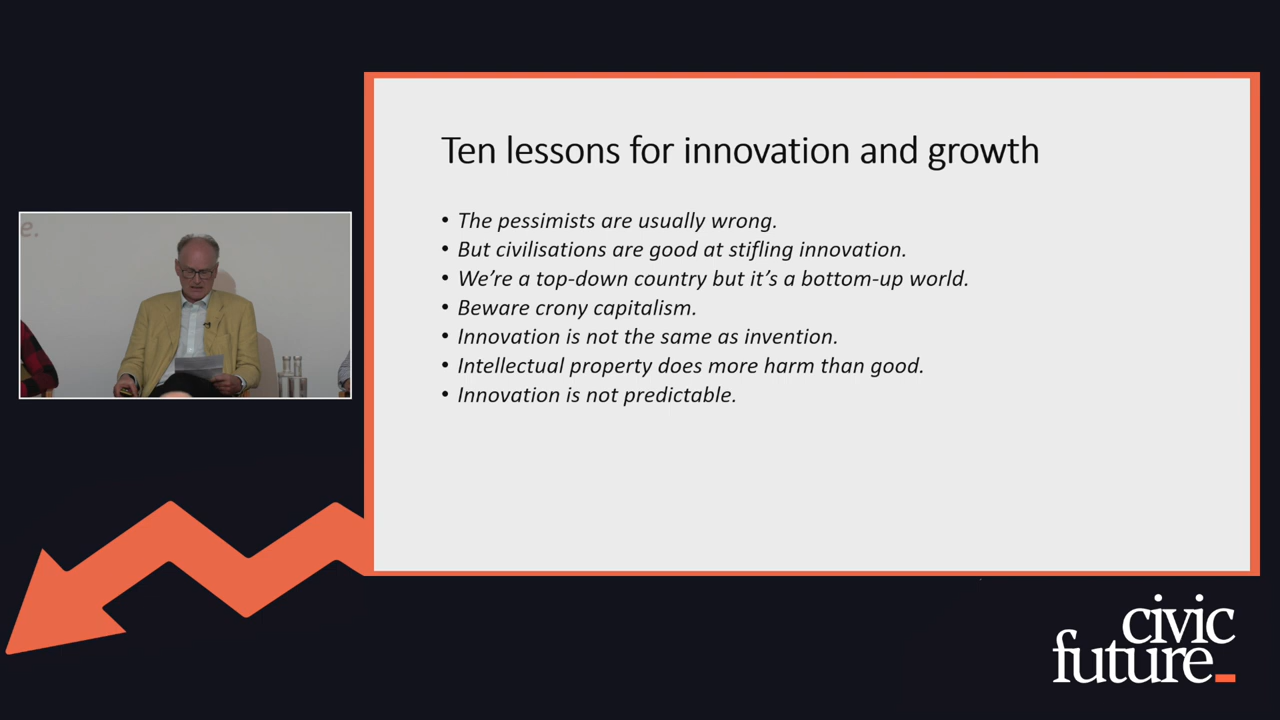 Ten lessons for innovation and growth
• The pessimists are usually wrong.
• But civilisations are good at stifling innovation.
• We’re a top-down country but it’s a bottom-up world.
• Beware crony capitalism.
• Innovation is not the same as invention.
• Intellectual property does more harm than good.
• Innovation is not predictable.
e.
civic
future_